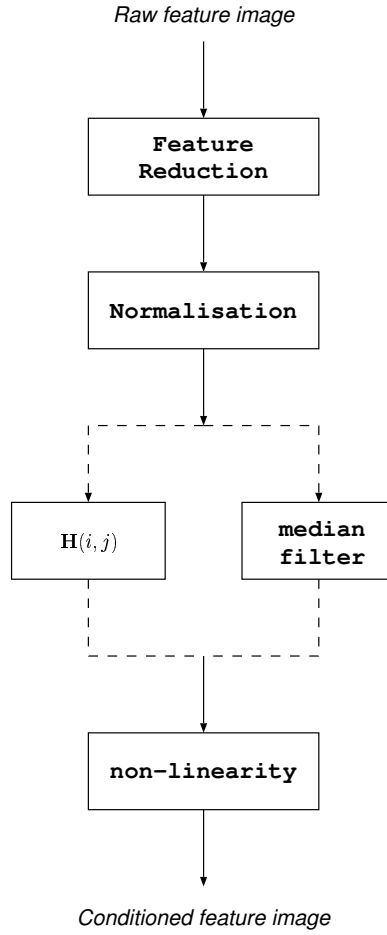 Raw feature image
Feature
Reduction
Normalisation
H(i, j)
median
filter
non-linearity
Conditioned feature image